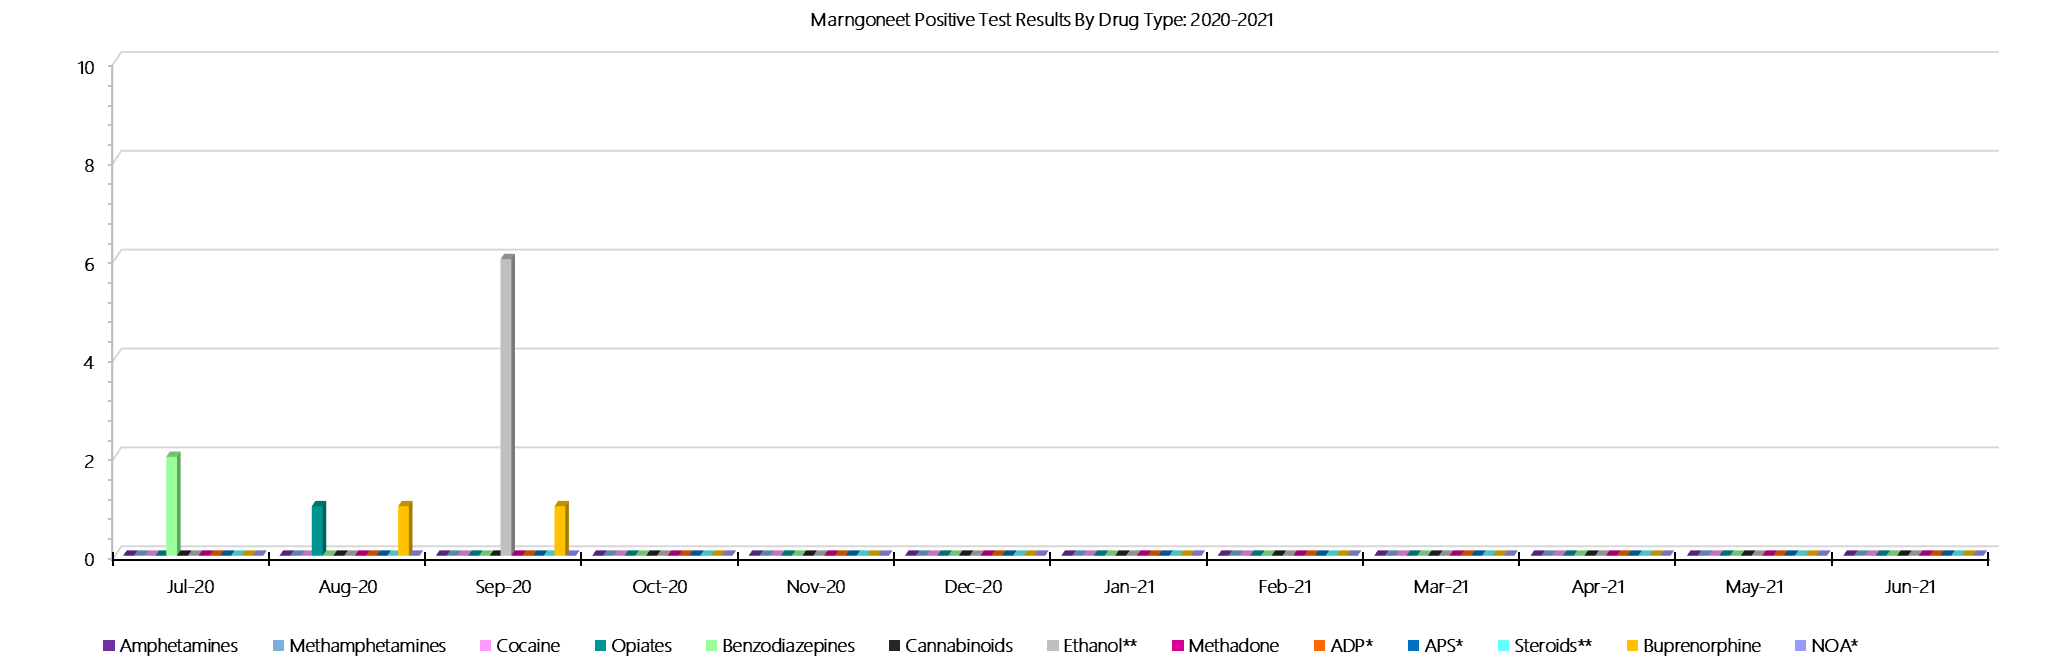 Marngoneet Positive Test Results By Drug Type: 2020-2021
10
8
6
4
2
0
Jul-20 Aug-20 Sep-20 Oct-20 Nov-20 Dec-20 Jan-21 Feb-21 Mar-21 Apr-21 May-21 Jun-21
Amphetamines Methamphetamines Cocaine Opiates Benzodiazepines Cannabinoids Ethanol** Methadone ADP* APS* Steroids** Buprenorphine NOA*